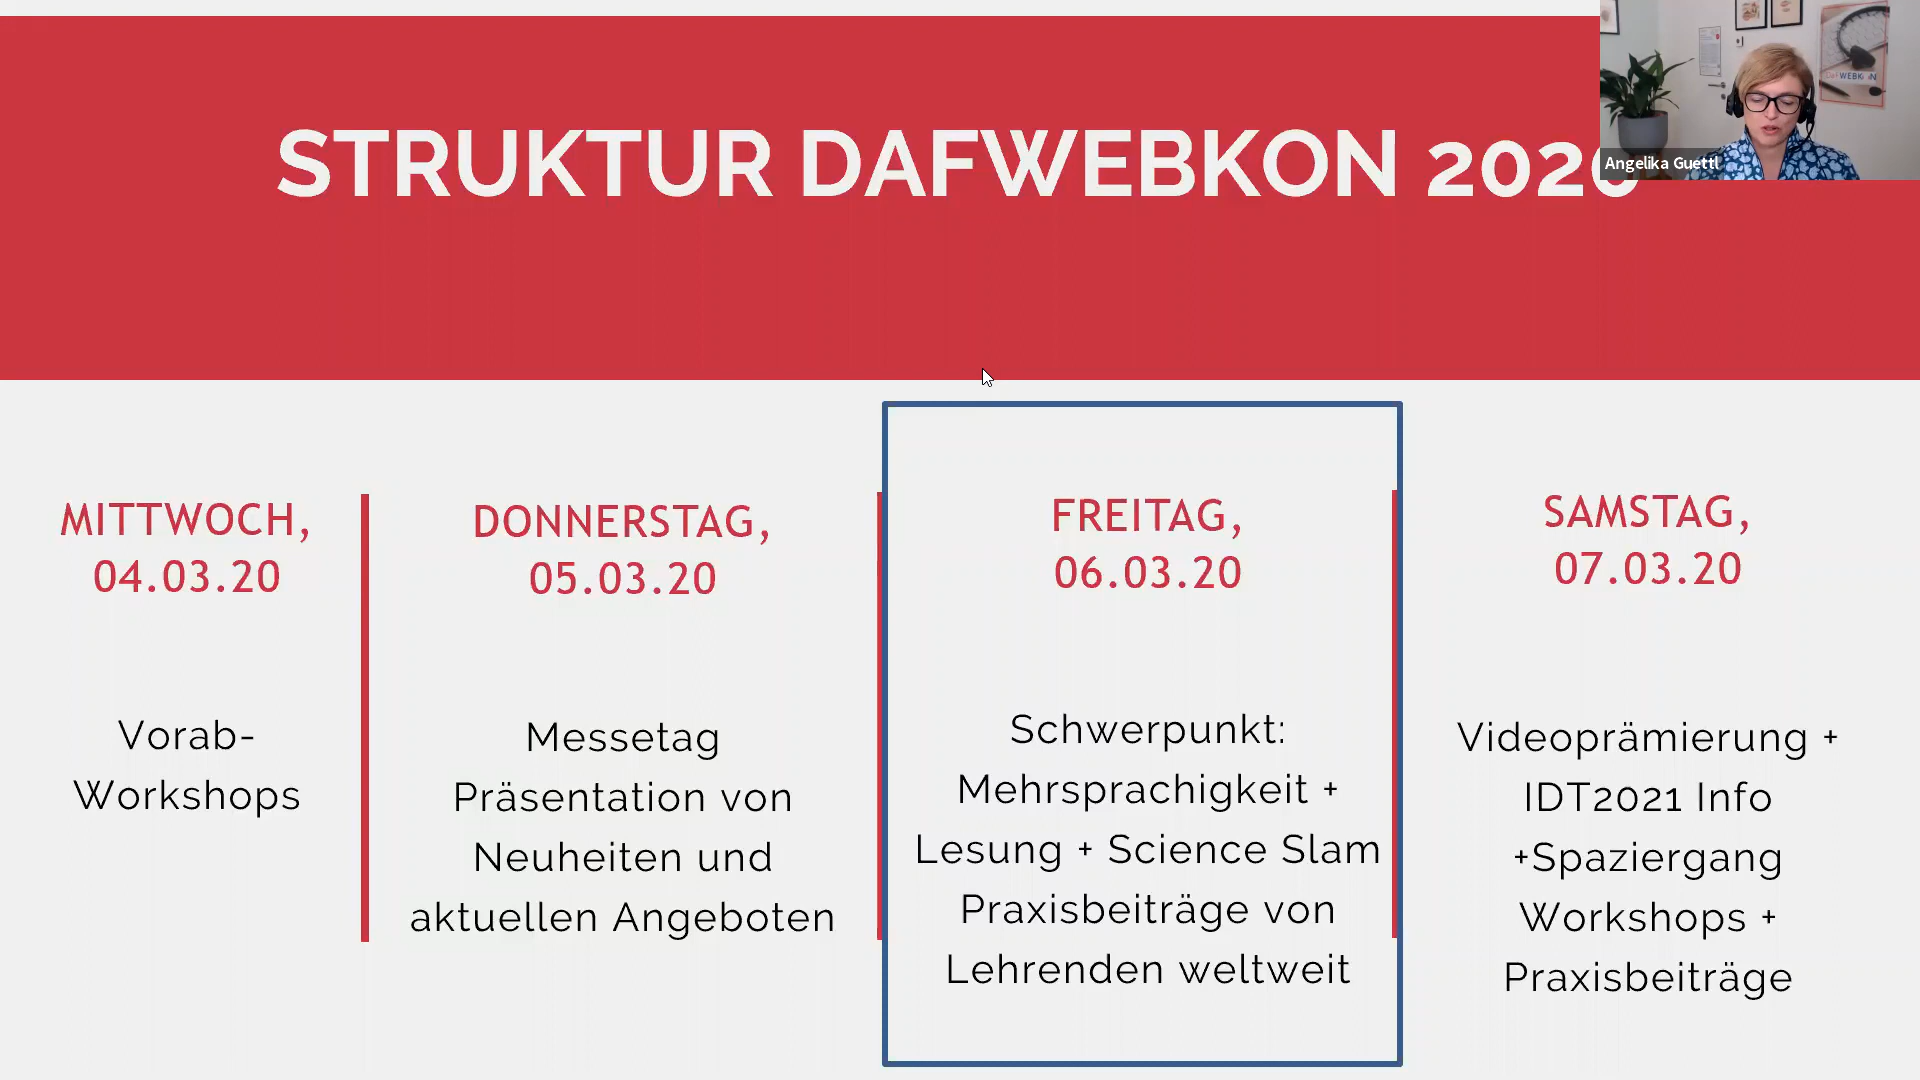 STRUKTUR DAFWEBKON 2020
Angelika Guettl
MITTWOCH,
04.03.20
Vorab-
Workshops
DONNERSTAG,
05.03.20
Messetag
Präsentation von
Neuheiten und
aktuellen Angeboten
FREITAG,
06.03.20
Schwerpunkt:
Mehrsprachigkeit +
Lesung + Science Slam
Praxisbeiträge von
Lehrenden weltweit
SAMSTAG,
07.03.20
Videoprämierung +
IDT2021 Info
+Spaziergang
Workshops +
Praxisbeiträge